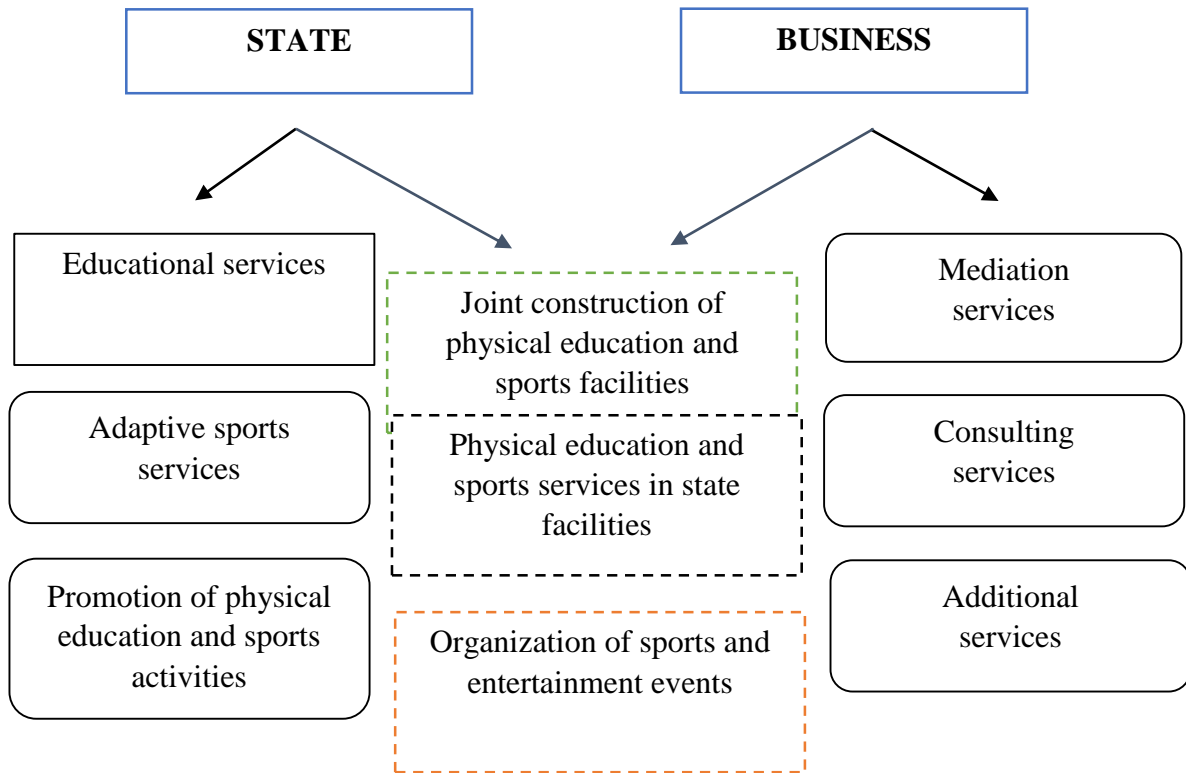 STATE
BUSINESS
Educational services
Adaptive sports
services
Promotion of physical
education and sports
activities
Joint construction of
physical education and
sports facilities
Physical education and
sports services in state
facilities
Organization of sports and
entertainment events
Mediation
services
Consulting
services
Additional
services